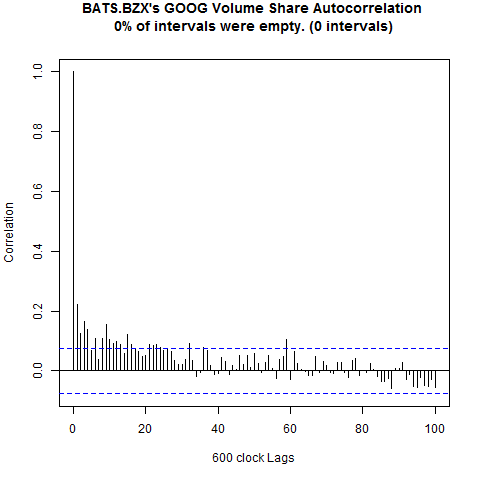 BATS.BZX's GOOG Volume Share Autocorrelation
0% of intervals were empty. (0 intervals)
1.0
0.8
0.6
0.4
0.2
0.0
Correlation
0 20 40 60 80 100
600 clock Lags